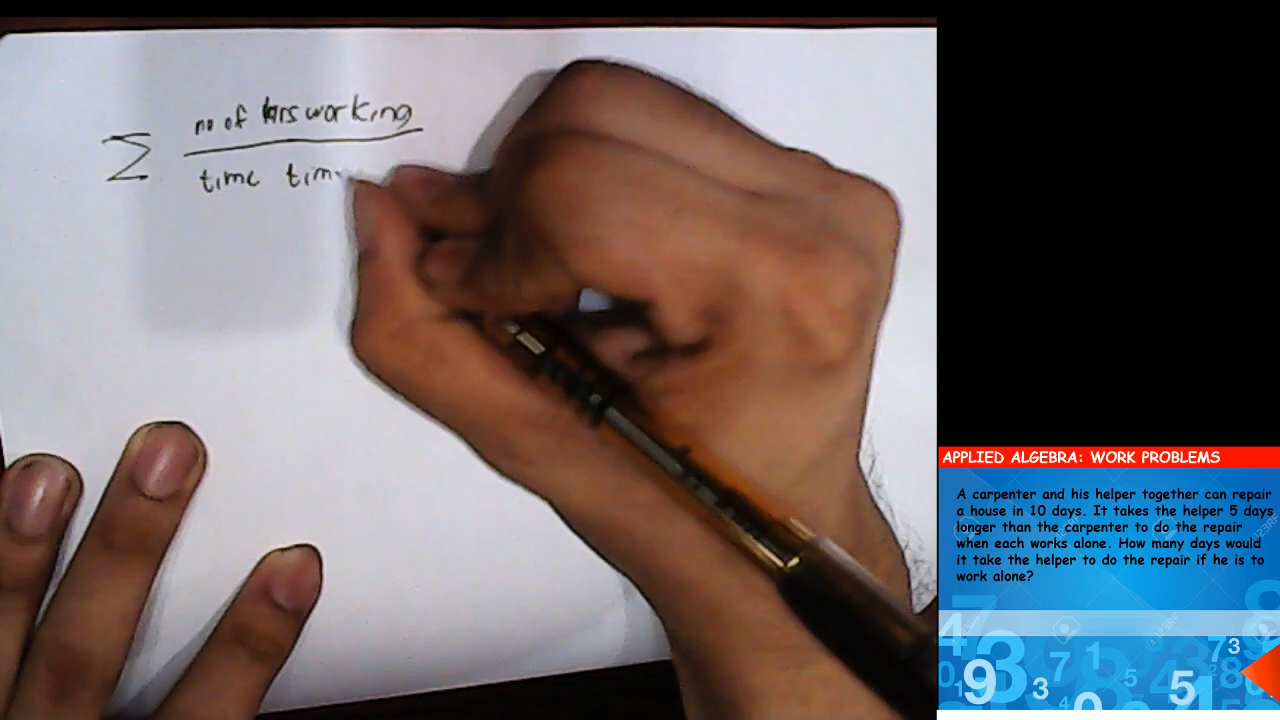 no of hrs working
Σ
time tim
APPLIED ALGEBRA: WORK PROBLEMS
A carpenter and his helper together can repair
a house in 10 days. It takes the helper 5 days
longer than the carpenter to do the repair
when each works alone. How many days would
it take the helper to do the repair if he is to
work alone?